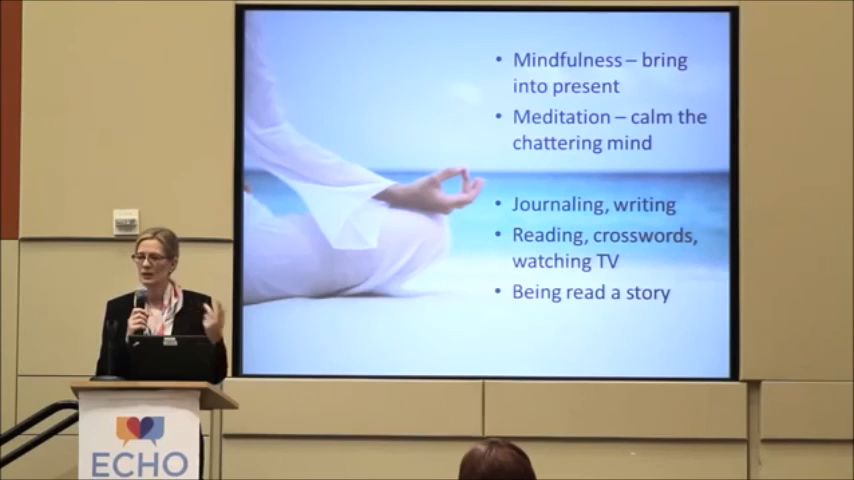 • Mindfulness – bring
into present
• Meditation – calm the
chattering mind
• Journaling, writing
• Reading, crosswords,
watching TV
• Being read a story
ECHO